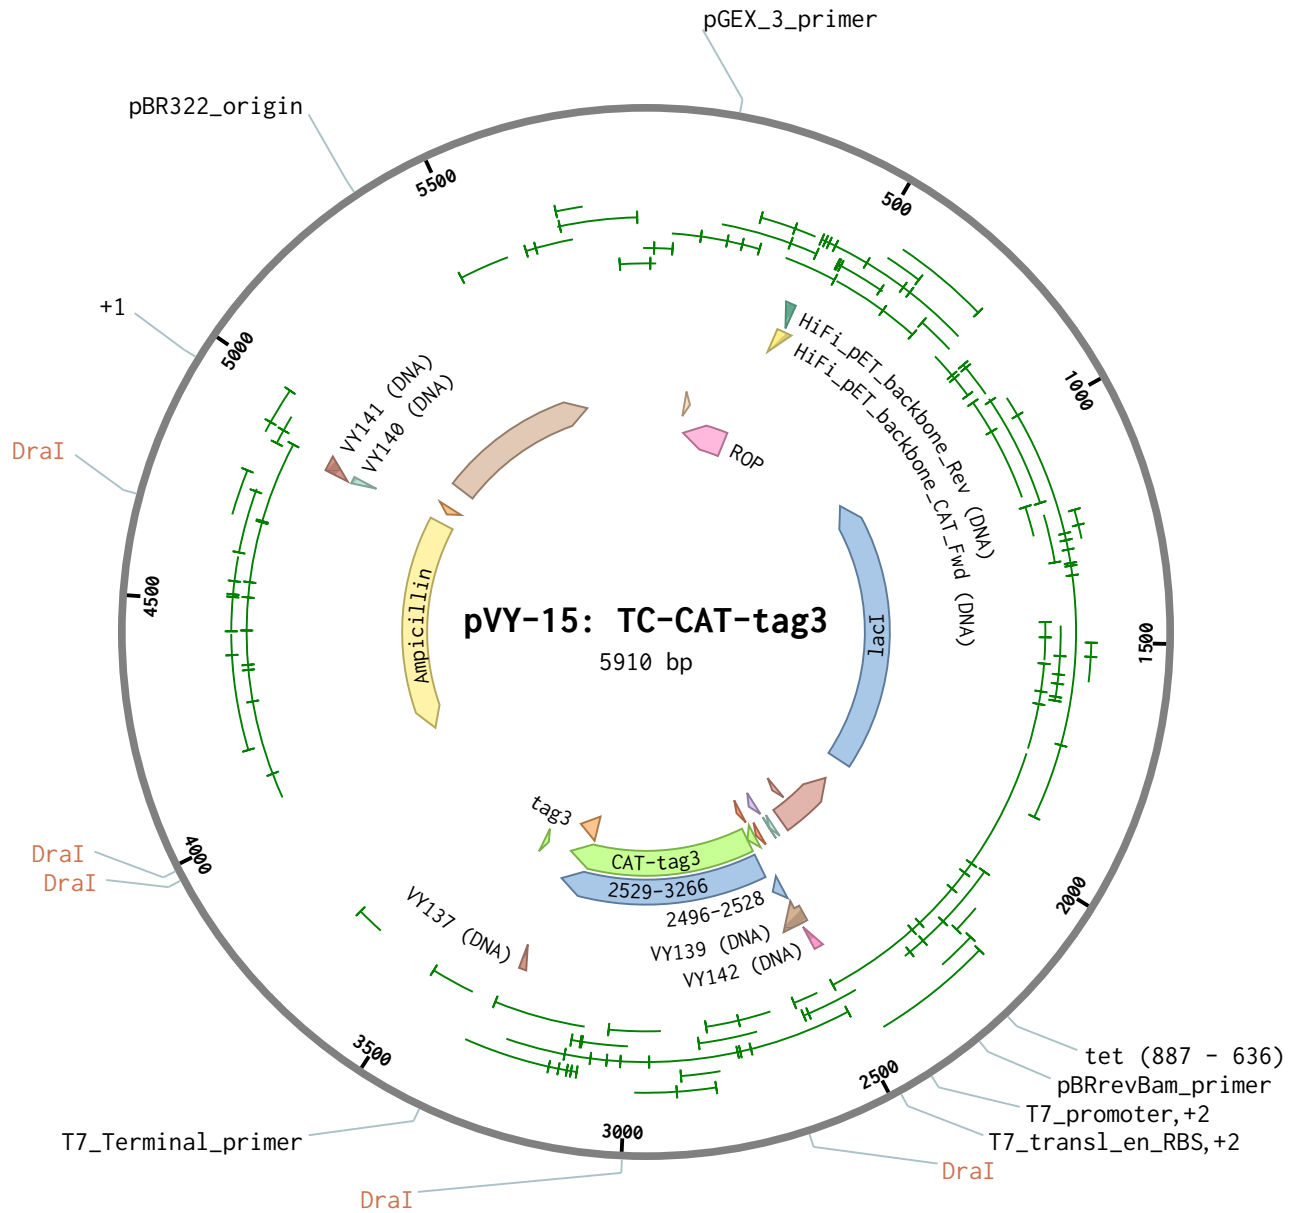 pGEX_3_primer
pBR322_origin
5500
500
+1
5000
1000
HiFi_pET_backbone_Rev (DNA)
HiFi_pET_backbone_CAT_Fwd (DNA)
VY141 (DNA)
VY140 (DNA)
ROP
DraI
4500
Ampicillin
pVY-15: TC-CAT-tag3
5910 bp
lacI
1500
tag3
CAT-tag3
2529-3266
2496-2528
VY139 (DNA)
VY142 (DNA)
VY137 (DNA)
DraI
DraI
4000
2000
3500
2500
3000
tet (887 - 636)
pBRrevBam_primer
T7_promoter,+2
T7_transl_en_RBS,+2
T7_Terminal_primer
DraI
DraI